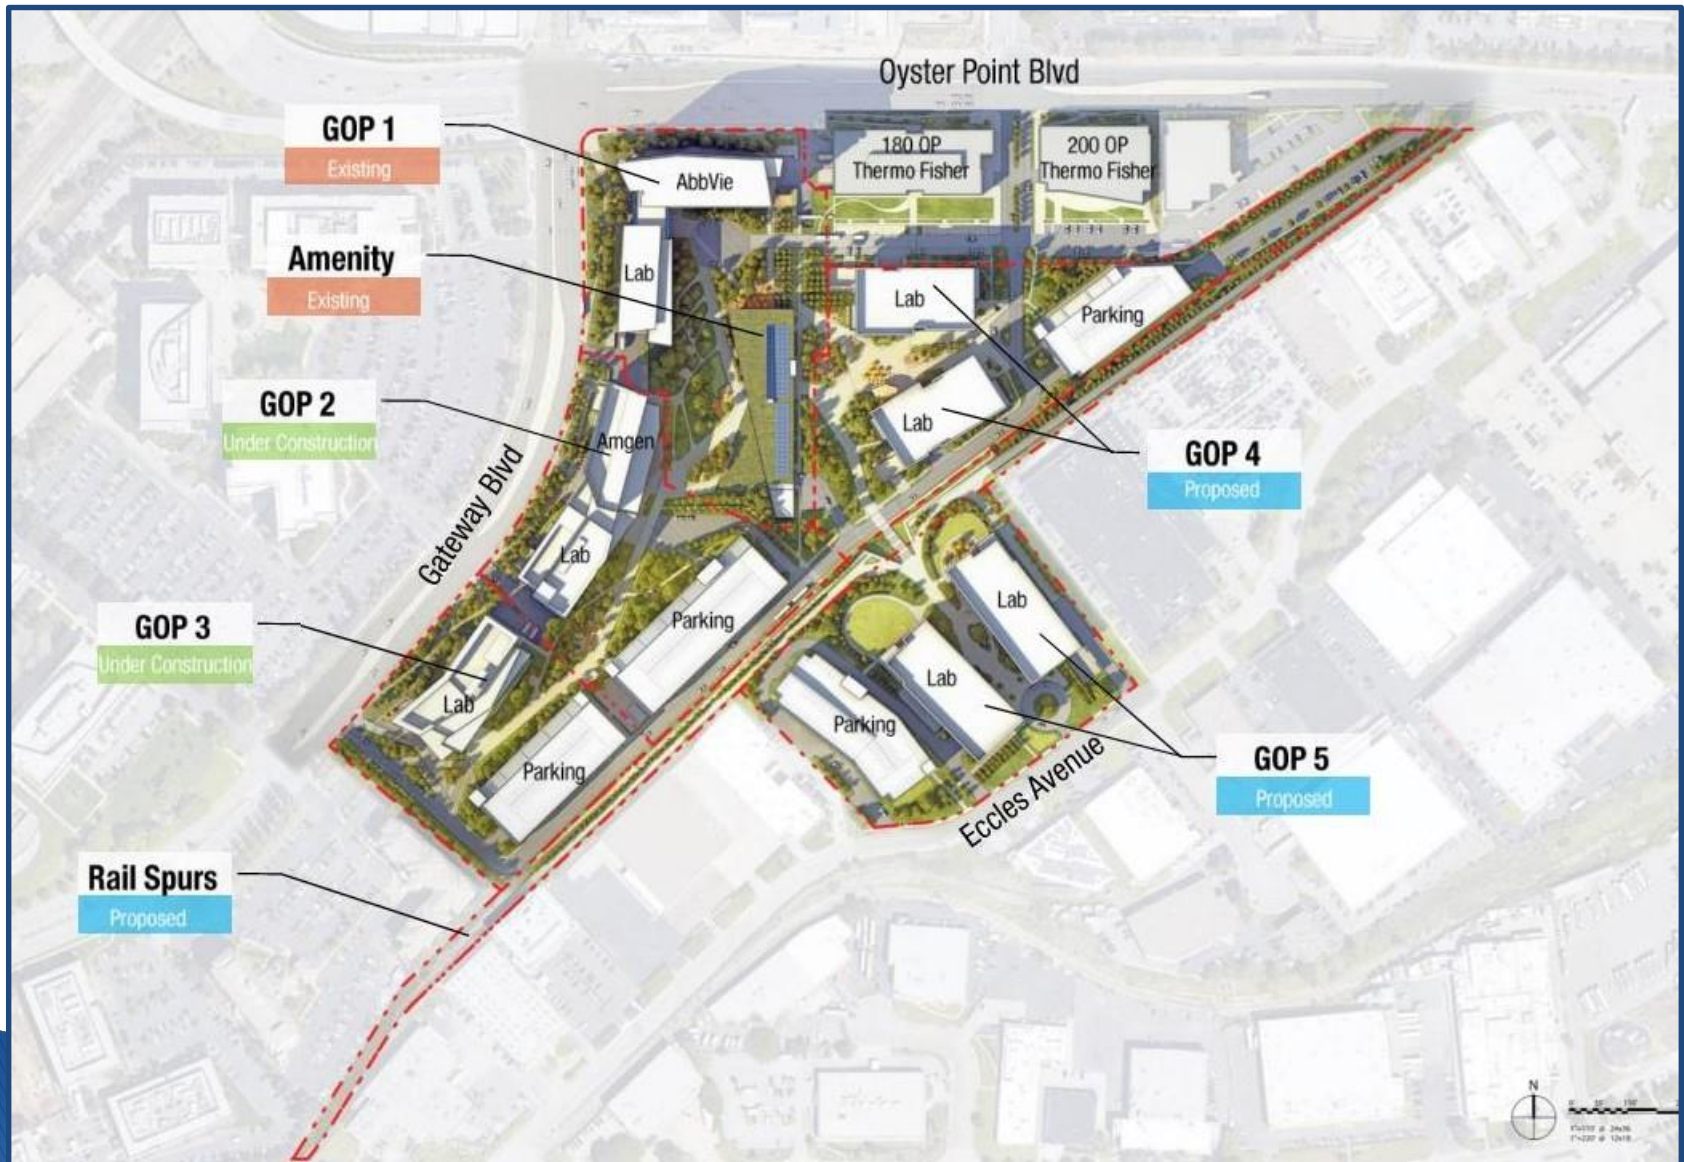 Oyster Point Blvd
GOP 1
Existing
AbbVie
180 OP
Thermo Fisher
200 OP
Thermo Fisher
Amenity
Existing
Lab
Lab
Parking
GOP 2
Under Construction
Amgen
Lab
GOP 4
Proposed
Gateway Blvd
Lab
Lab
GOP 3
Under Construction
Parking
Lab
Lab
Parking
Parking
GOP 5
Proposed
Eccles Avenue
Rail Spurs
Proposed
N